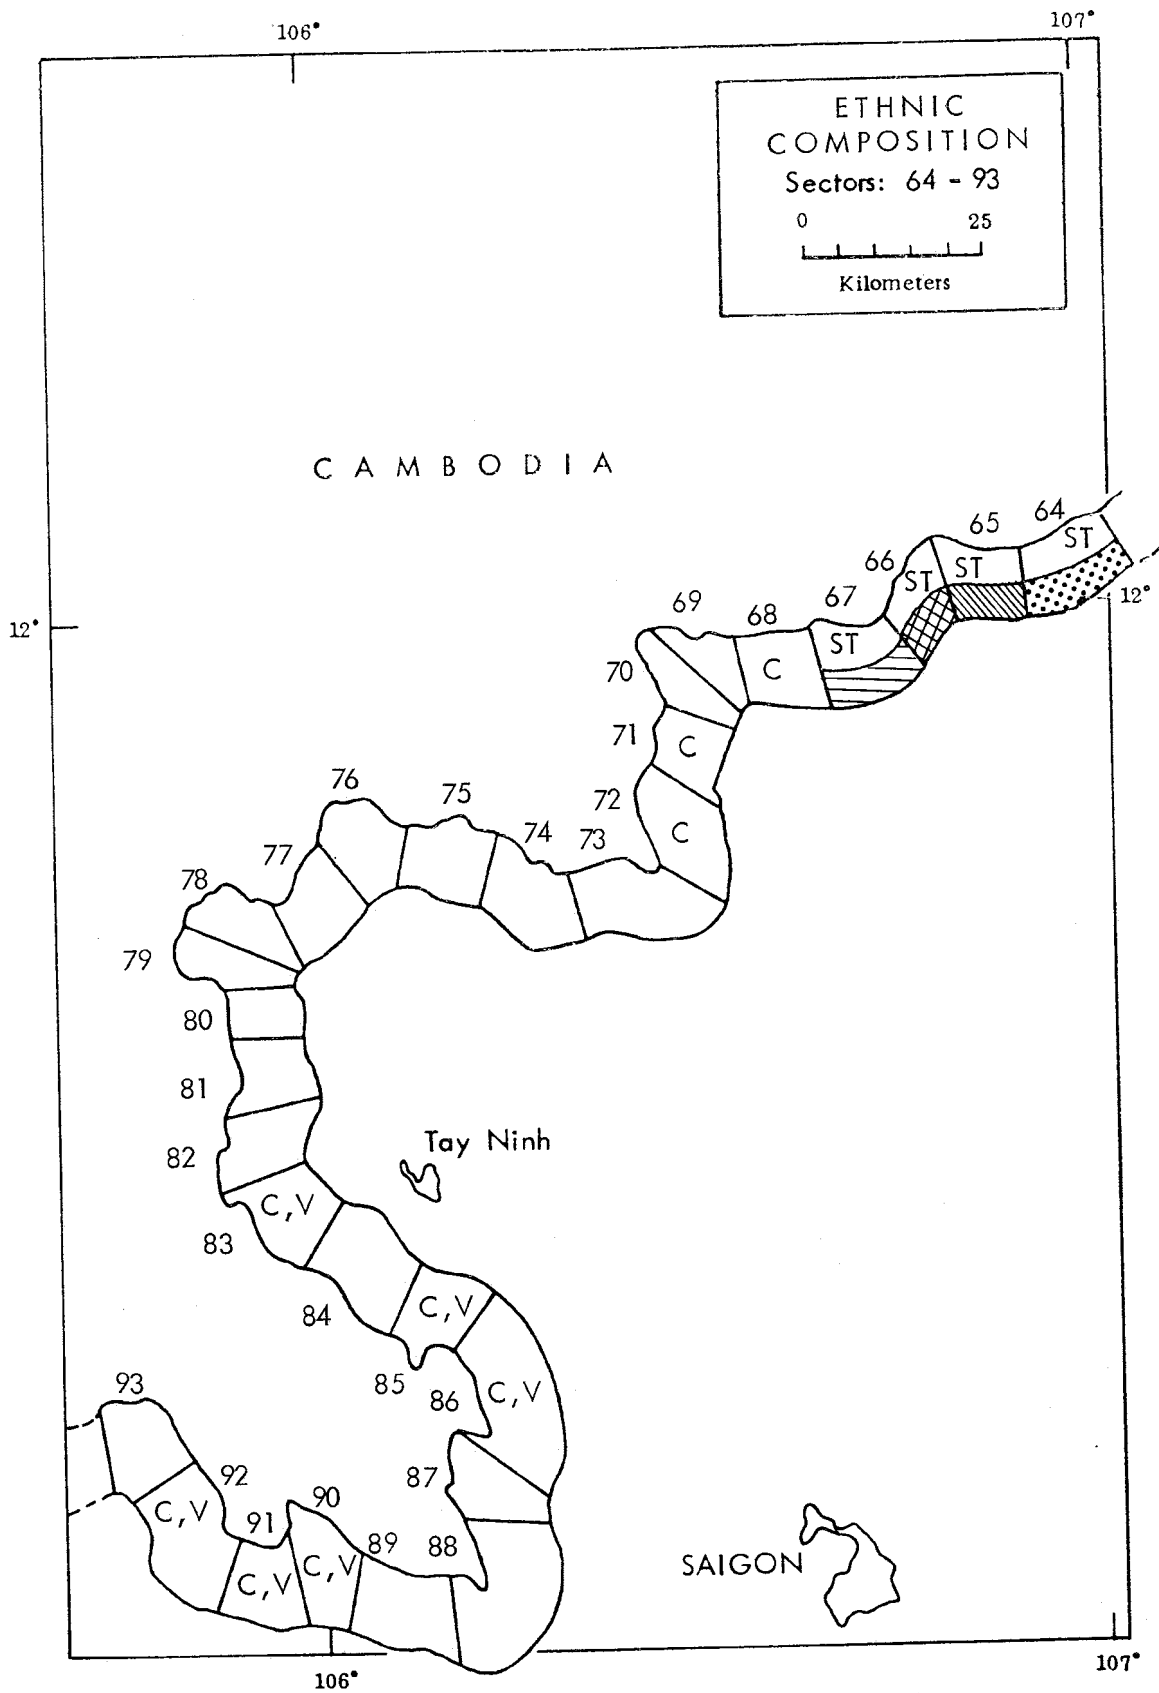 106°
107°
ETHNIC
COMPOSITION
Sectors: 64 - 93
0 25
Kilometers
CAMBODIA
64
65
ST
66
ST
ST
12°
69
68
67
12°
ST
70
C
71
C
76
75
72
74
73
C
77
78
79
80
81
Tay Ninh
82
C,V
83
84
C,V
85
93
86
C,V
92
87
C,V
90
91
89
88
SAIGON
C,V
C,V
106°
107°